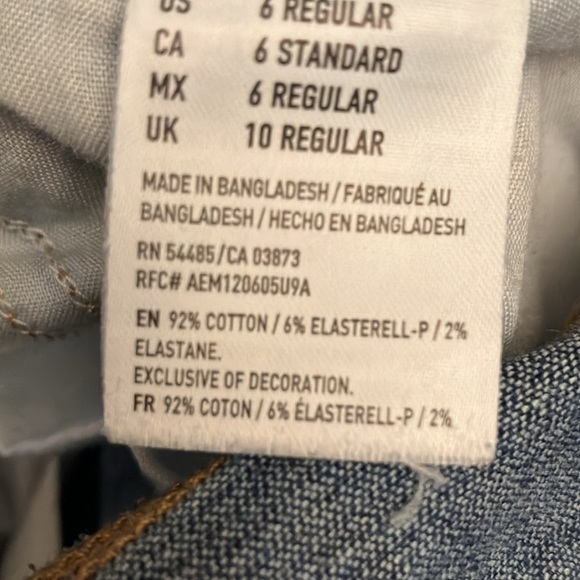 US 6 REGULAR
CA 6 STANDARD
MX 6 REGULAR
UK 10 REGULAR
MADE IN BANGLADESH / FABRIQUÉ AU
BANGLADESH / HECHO EN BANGLADESH
RN 54485/CA 03873
RFC# AEM120605U9A
EN 92% COTTON / 6% ELASTERELL-P / 2%
ELASTANE.
EXCLUSIVE OF DECORATION.
FR 92% COTON / 6% ÉLASTERELL-P / 2%